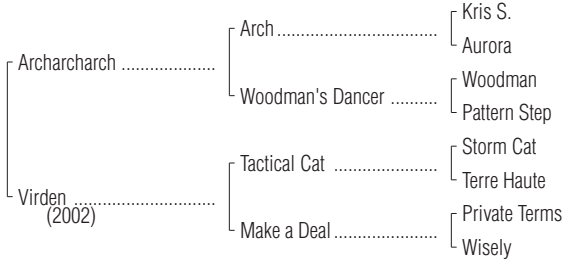 Kris S.
Arch ........................................
Aurora
Archarcharch .....................
Woodman
Woodman's Dancer ..........
Pattern Step
Storm Cat
Tactical Cat ......................
Terre Haute
Virden ...............................
(2002)
Private Terms
Make a Deal ......................
Wisely